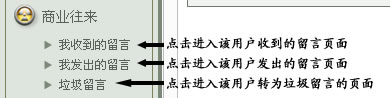 商业往来
我收到的留言 点击进入该用户收到的留言页面
我发出的留言 点击进入该用户发出的留言页面
垃圾留言 点击进入该用户转为垃圾留言的页面